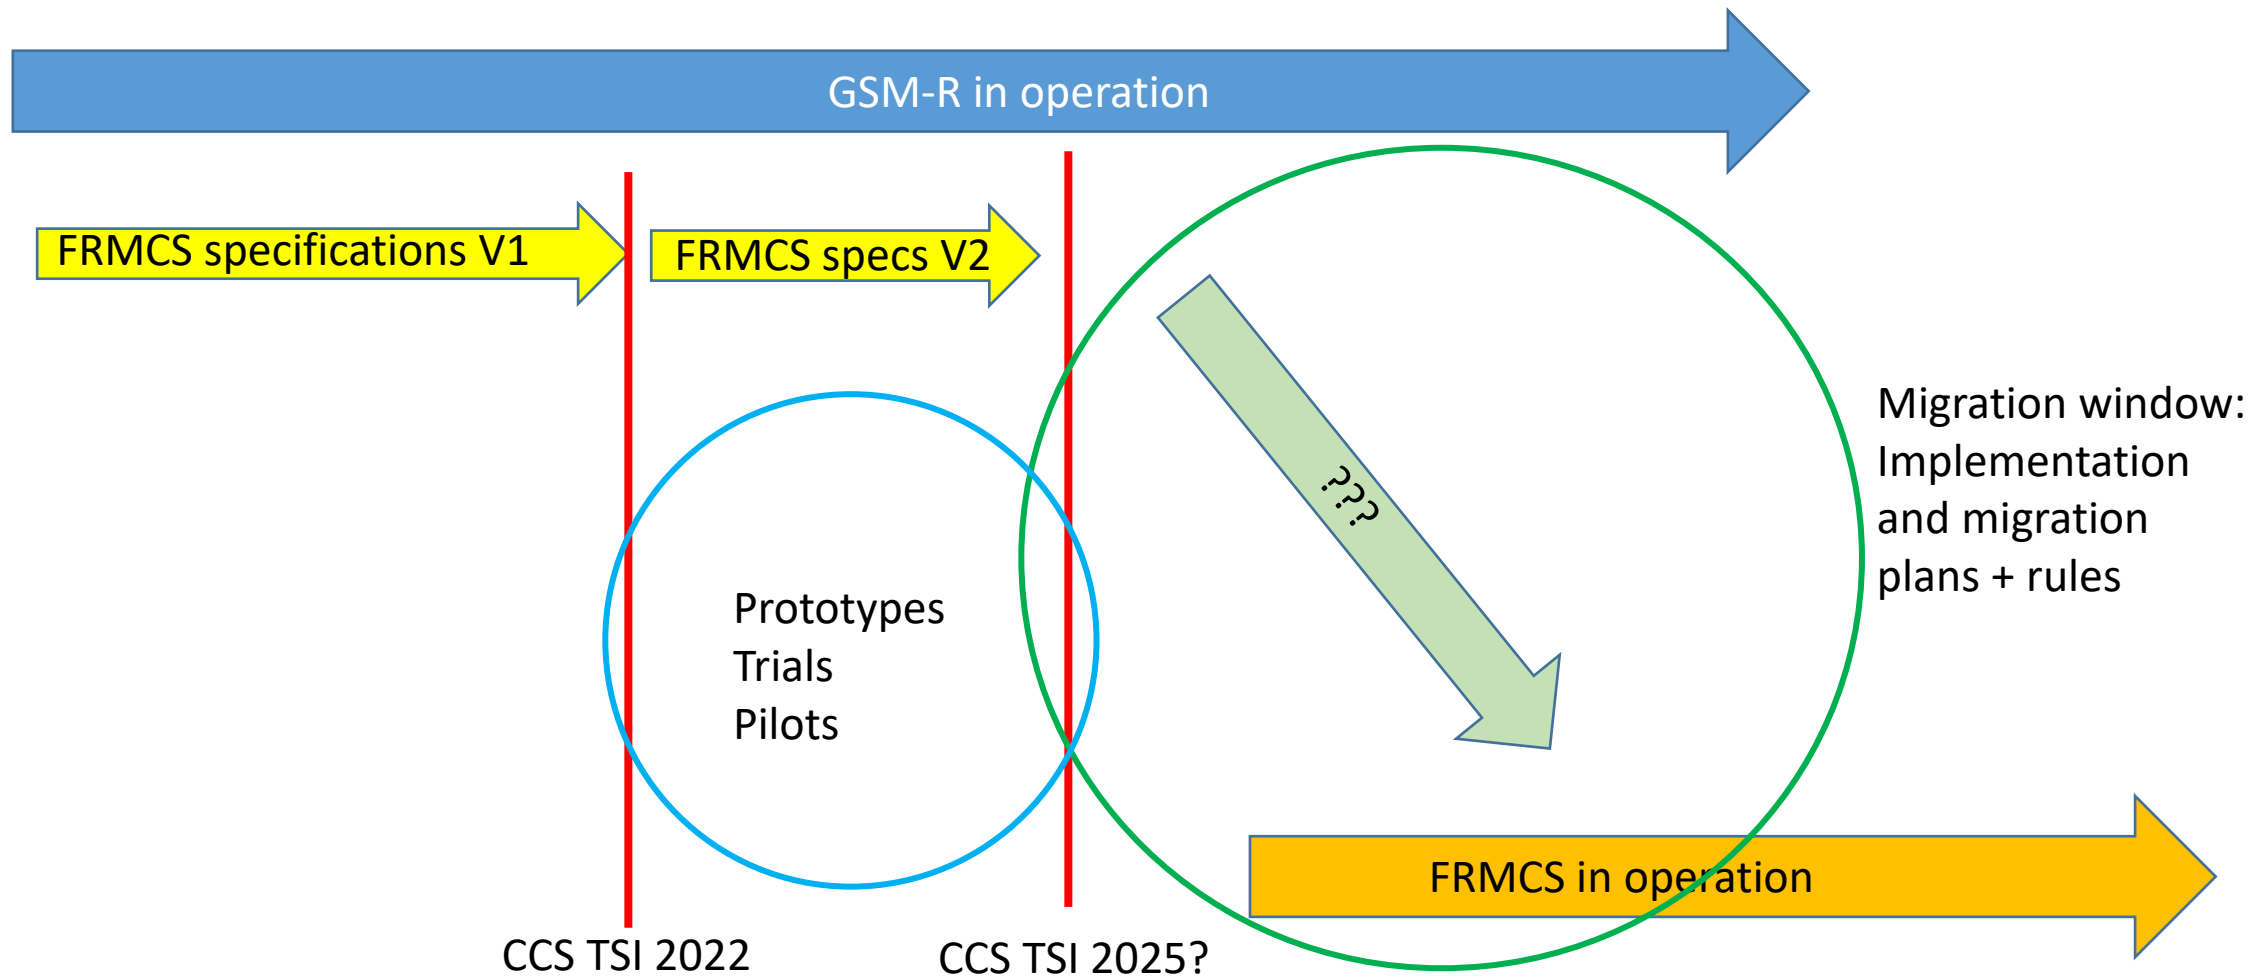 GSM-R in operation
FRMCS specifications V1
FRMCS specs V2
???
Migration window:
Implementation
and migration
plans + rules
Prototypes
Trials
Pilots
FRMCS in operation
CCS TSI 2022
CCS TSI 2025?